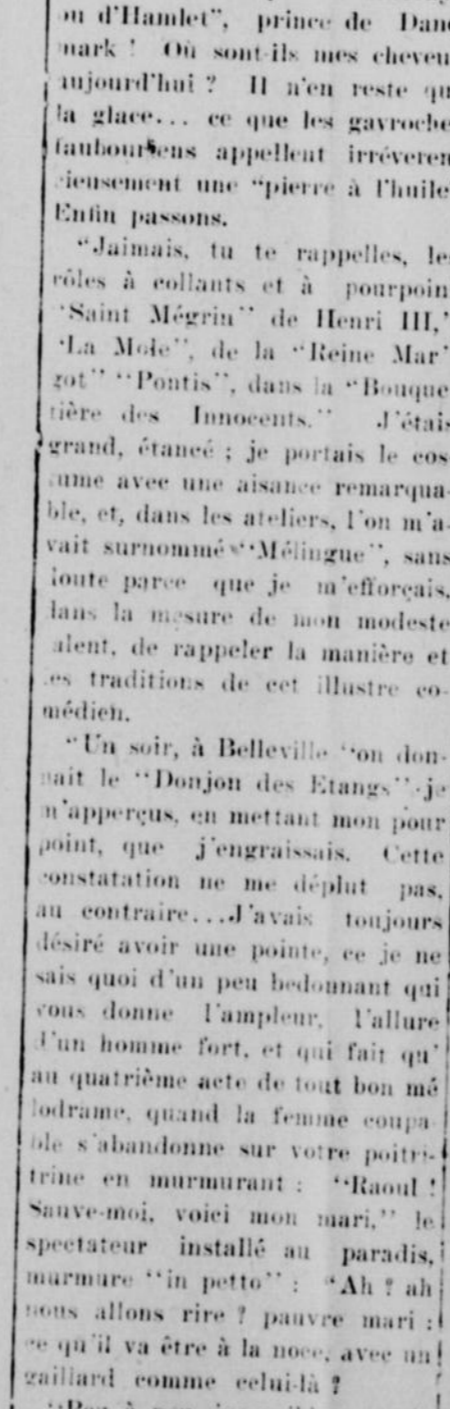 ou d'Hamlet", prince de Dane
mark ! Où sont-ils mes cheveu
aujourd'hui ? Il n'en reste qu
la glace... ce que les gavroche
faubouriens appellent irréveren
cieusement une "pierre à l'huile
Enfin passons.
"Jaimais, tu te rappelles, le
rôles à collants et à pourpoin
"Saint Mégrin" de Henri III,"
"La Mole", de la "Reine Mar
got" "Pontis", dans la "Bouque
tière des Innocents." J'étais
grand, étancé ; je portais le cos
tume avec une aisance remarqua-
ble, et, dans les ateliers, l'on m'a-
vait surnommé "Mélingue", sans
doute parce que je m'efforçais,
dans la mesure de mon modeste
talent, de rappeler la manière et
les traditions de cet illustre co-
médien.
"Un soir, à Belleville "on don-
nait le "Donjon des Etangs" je
m'apperçus, en mettant mon pour
point, que j'engraissais. Cette
constatation ne me déplut pas,
au contraire...J'avais toujours
désiré avoir une pointe, ce je ne
sais quoi d'un peu bedonnant qui
vous donne l'ampleur, l'allure
d'un homme fort, et qui fait qu'
au quatrième acte de tout bon mé
lodrame, quand la femme coupa
ble s'abandonne sur votre poitri-
trine en murmurant : "Raoul !
Sauve-moi, voici mon mari," le
spectateur installé au paradis,
murmure "in petto" : "Ah ? ah
nous allons rire ? pauvre mari :
ce qu'il va être à la noce, avec un
gaillard comme celui-là ?